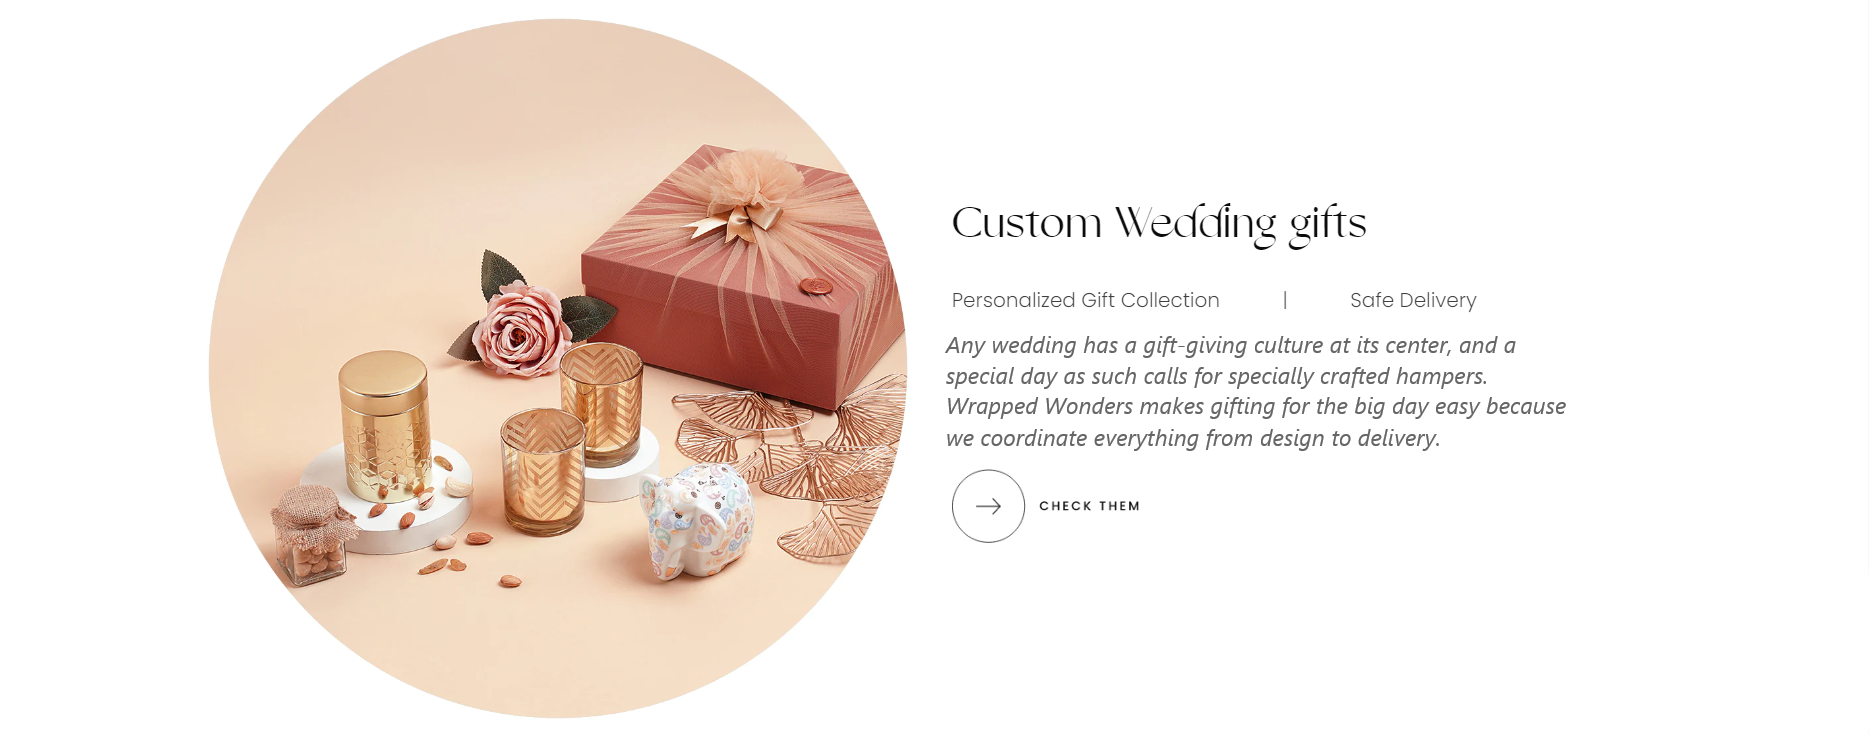 Custom Wedding gifts
Personalized Gift Collection | Safe Delivery
Any wedding has a gift-giving culture at its center, and a
special day as such calls for specially crafted hampers.
Wrapped Wonders makes gifting for the big day easy because
we coordinate everything from design to delivery.
CHECK THEM